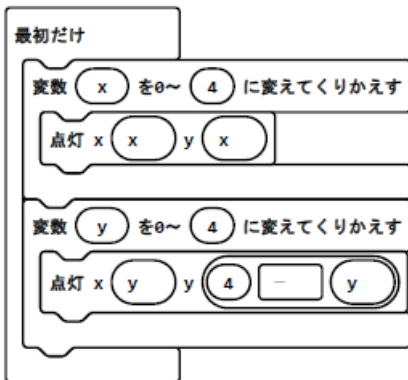 最初だけ
変数 x を0～ 4 に変えてくりかえす
点灯 x x y x
変数 y を0～ 4 に変えてくりかえす
点灯 x y y 4 － y